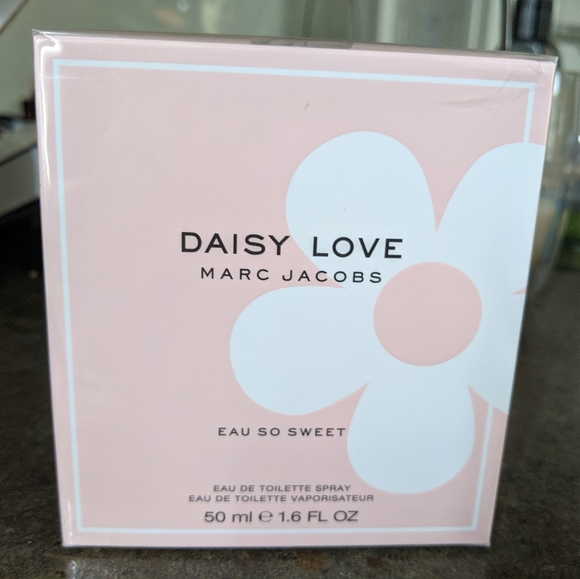 DAISY LOVE
MARC JACOBS
EAU SO SWEET
EAU DE TOILETTE SPRAY
EAU DE TOILETTE VAPORISATEUR
50 ml ℮ 1.6 FL OZ